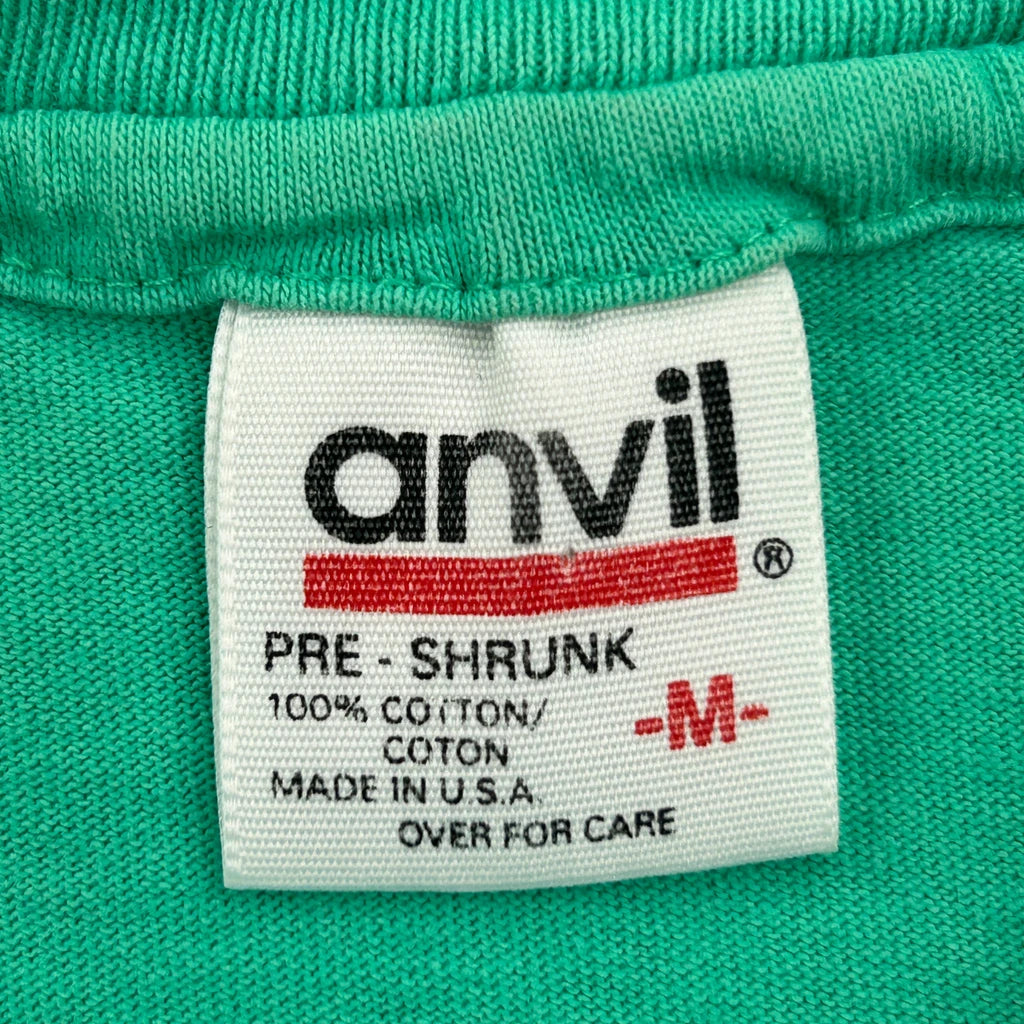 anvil
®
PRE - SHRUNK
100% COTTON/
-M-
COTON
MADE IN U.S.A.
OVER FOR CARE